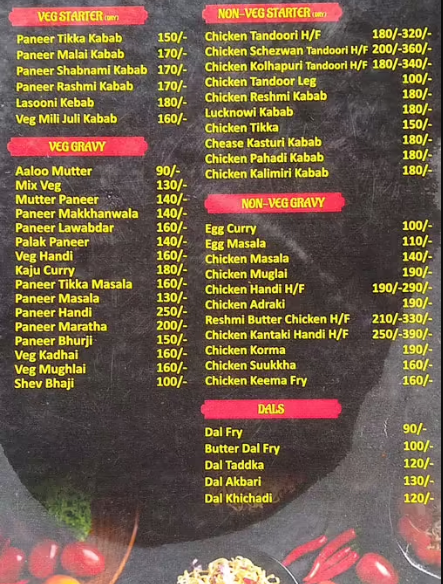 VEG STARTER (DRY)
Paneer Tikka Kabab 150/-
Paneer Malai Kabab 170/-
Paneer Shabnami Kabab 170/-
Paneer Rashmi Kabab 170/-
Lasooni Kebab 180/-
Veg Mili Juli Kabab 160/-
VEG GRAVY
Aaloo Mutter 90/-
Mix Veg 130/-
Mutter Paneer 140/-
Paneer Makkhanwala 140/-
Paneer Lawabdar 160/-
Palak Paneer 140/-
Veg Handi 160/-
Kaju Curry 180/-
Paneer Tikka Masala 160/-
Paneer Masala 130/-
Paneer Handi 250/-
Paneer Maratha 200/-
Paneer Bhurji 150/-
Veg Kadhai 160/-
Veg Mughlai 160/-
Shev Bhaji 100/-
NON-VEG STARTER (DRY)
Chicken Tandoori H/F 180/-320/-
Chicken Schezwan Tandoori H/F 200/-360/-
Chicken Kolhapuri Tandoori H/F 180/-340/-
Chicken Tandoor Leg 100/-
Chicken Reshmi Kabab 180/-
Lucknowi Kabab 180/-
Chicken Tikka 150/-
Chease Kasturi Kabab 180/-
Chicken Pahadi Kabab 180/-
Chicken Kalimiri Kabab 180/-
NON-VEG GRAVY
Egg Curry 100/-
Egg Masala 110/-
Chicken Masala 140/-
Chicken Muglai 190/-
Chicken Handi H/F 190/-290/-
Chicken Adraki 190/-
Reshmi Butter Chicken H/F 210/-330/-
Chicken Kantaki Handi H/F 250/-390/-
Chicken Korma 190/-
Chicken Suukkha 160/-
Chicken Keema Fry 160/-
DALS
Dal Fry 90/-
Butter Dal Fry 100/-
Dal Taddka 120/-
Dal Akbari 130/-
Dal Khichadi 120/-